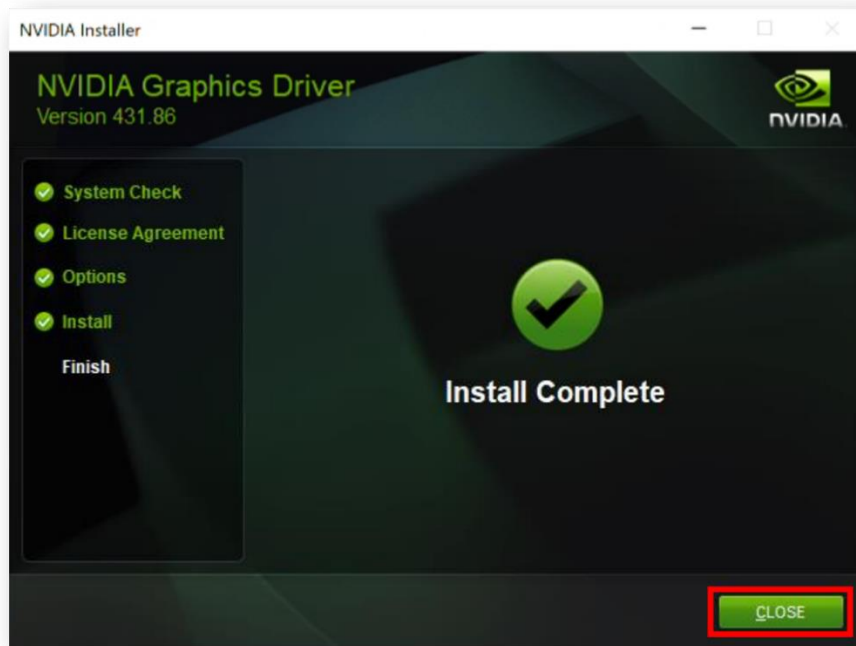 NVIDIA Installer
NVIDIA Graphics Driver
Version 431.86
NVIDIA.
System Check
License Agreement
Options
Install
Finish
Install Complete
CLOSE